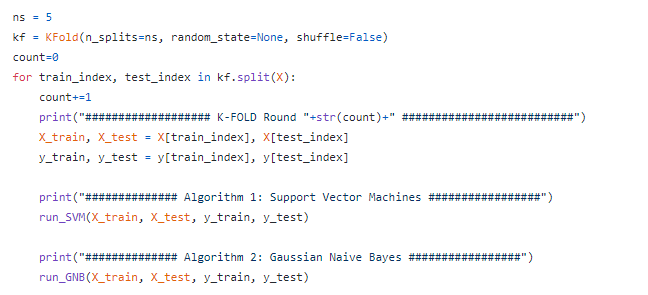 ns = 5
kf = KFold(n_splits=ns, random_state=None, shuffle=False)
count=0
for train_index, test_index in kf.split(X):
    count+=1
    print("################### K-FOLD Round "+str(count)+" ##########################")
    X_train, X_test = X[train_index], X[test_index]
    y_train, y_test = y[train_index], y[test_index]
    print("############## Algorithm 1: Support Vector Machines #################")
    run_SVM(X_train, X_test, y_train, y_test)
    print("############## Algorithm 2: Gaussian Naive Bayes #################")
    run_GNB(X_train, X_test, y_train, y_test)